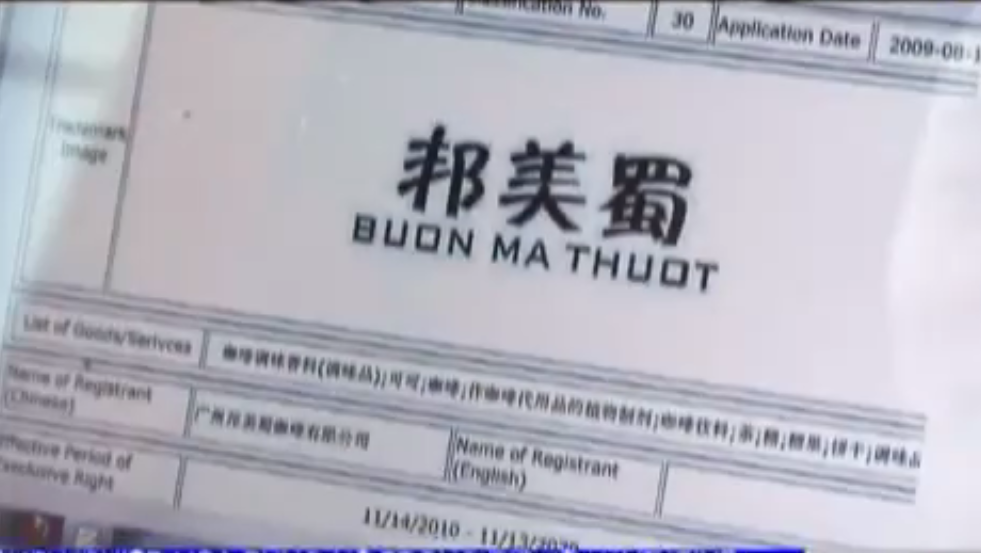 Classification No. 30 Application Date 2009-08-1
Trademark
Image
邦美蜀
BUON MA THUOT
List of Goods/Serivces 咖啡调味香料(调味品);可可;咖啡;作咖啡代用品的植物制剂;咖啡饮料;茶;糖;糖果;饼干;调味品
Name of Registrant
(Chinese) 广州邦美蜀咖啡有限公司 Name of Registrant
(English)
Effective Period of
Exclusive Right 11/14/2010 - 11/13/2020